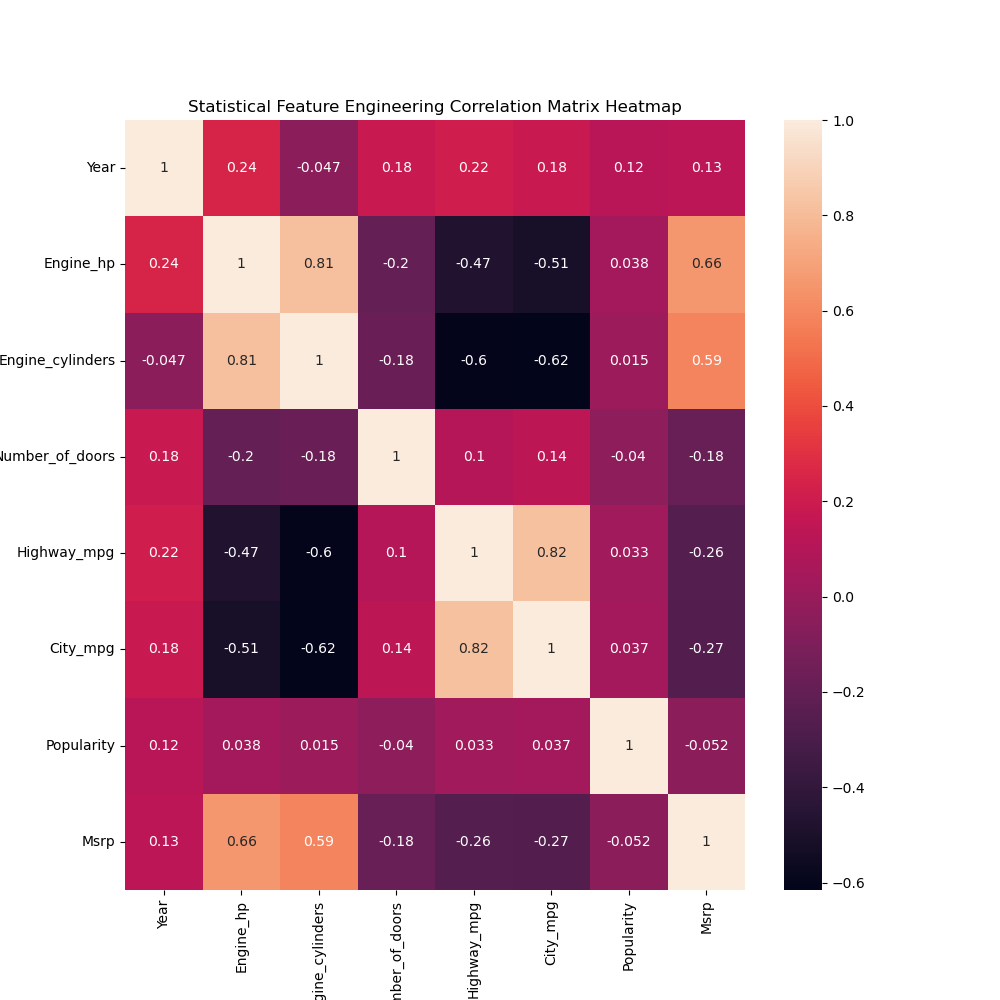 Statistical Feature Engineering Correlation Matrix Heatmap
Year 1 0.24 -0.047 0.18 0.22 0.18 0.12 0.13
Engine_hp 0.24 1 0.81 -0.2 -0.47 -0.51 0.038 0.66
Engine_cylinders -0.047 0.81 1 -0.18 -0.6 -0.62 0.015 0.59
Number_of_doors 0.18 -0.2 -0.18 1 0.1 0.14 -0.04 -0.18
Highway_mpg 0.22 -0.47 -0.6 0.1 1 0.82 0.033 -0.26
City_mpg 0.18 -0.51 -0.62 0.14 0.82 1 0.037 -0.27
Popularity 0.12 0.038 0.015 -0.04 0.033 0.037 1 -0.052
Msrp 0.13 0.66 0.59 -0.18 -0.26 -0.27 -0.052 1
Year
Engine_hp
gine_cylinders
mber_of_doors
Highway_mpg
City_mpg
Popularity
Msrp
1.0
0.8
0.6
0.4
0.2
0.0
−0.2
−0.4
−0.6